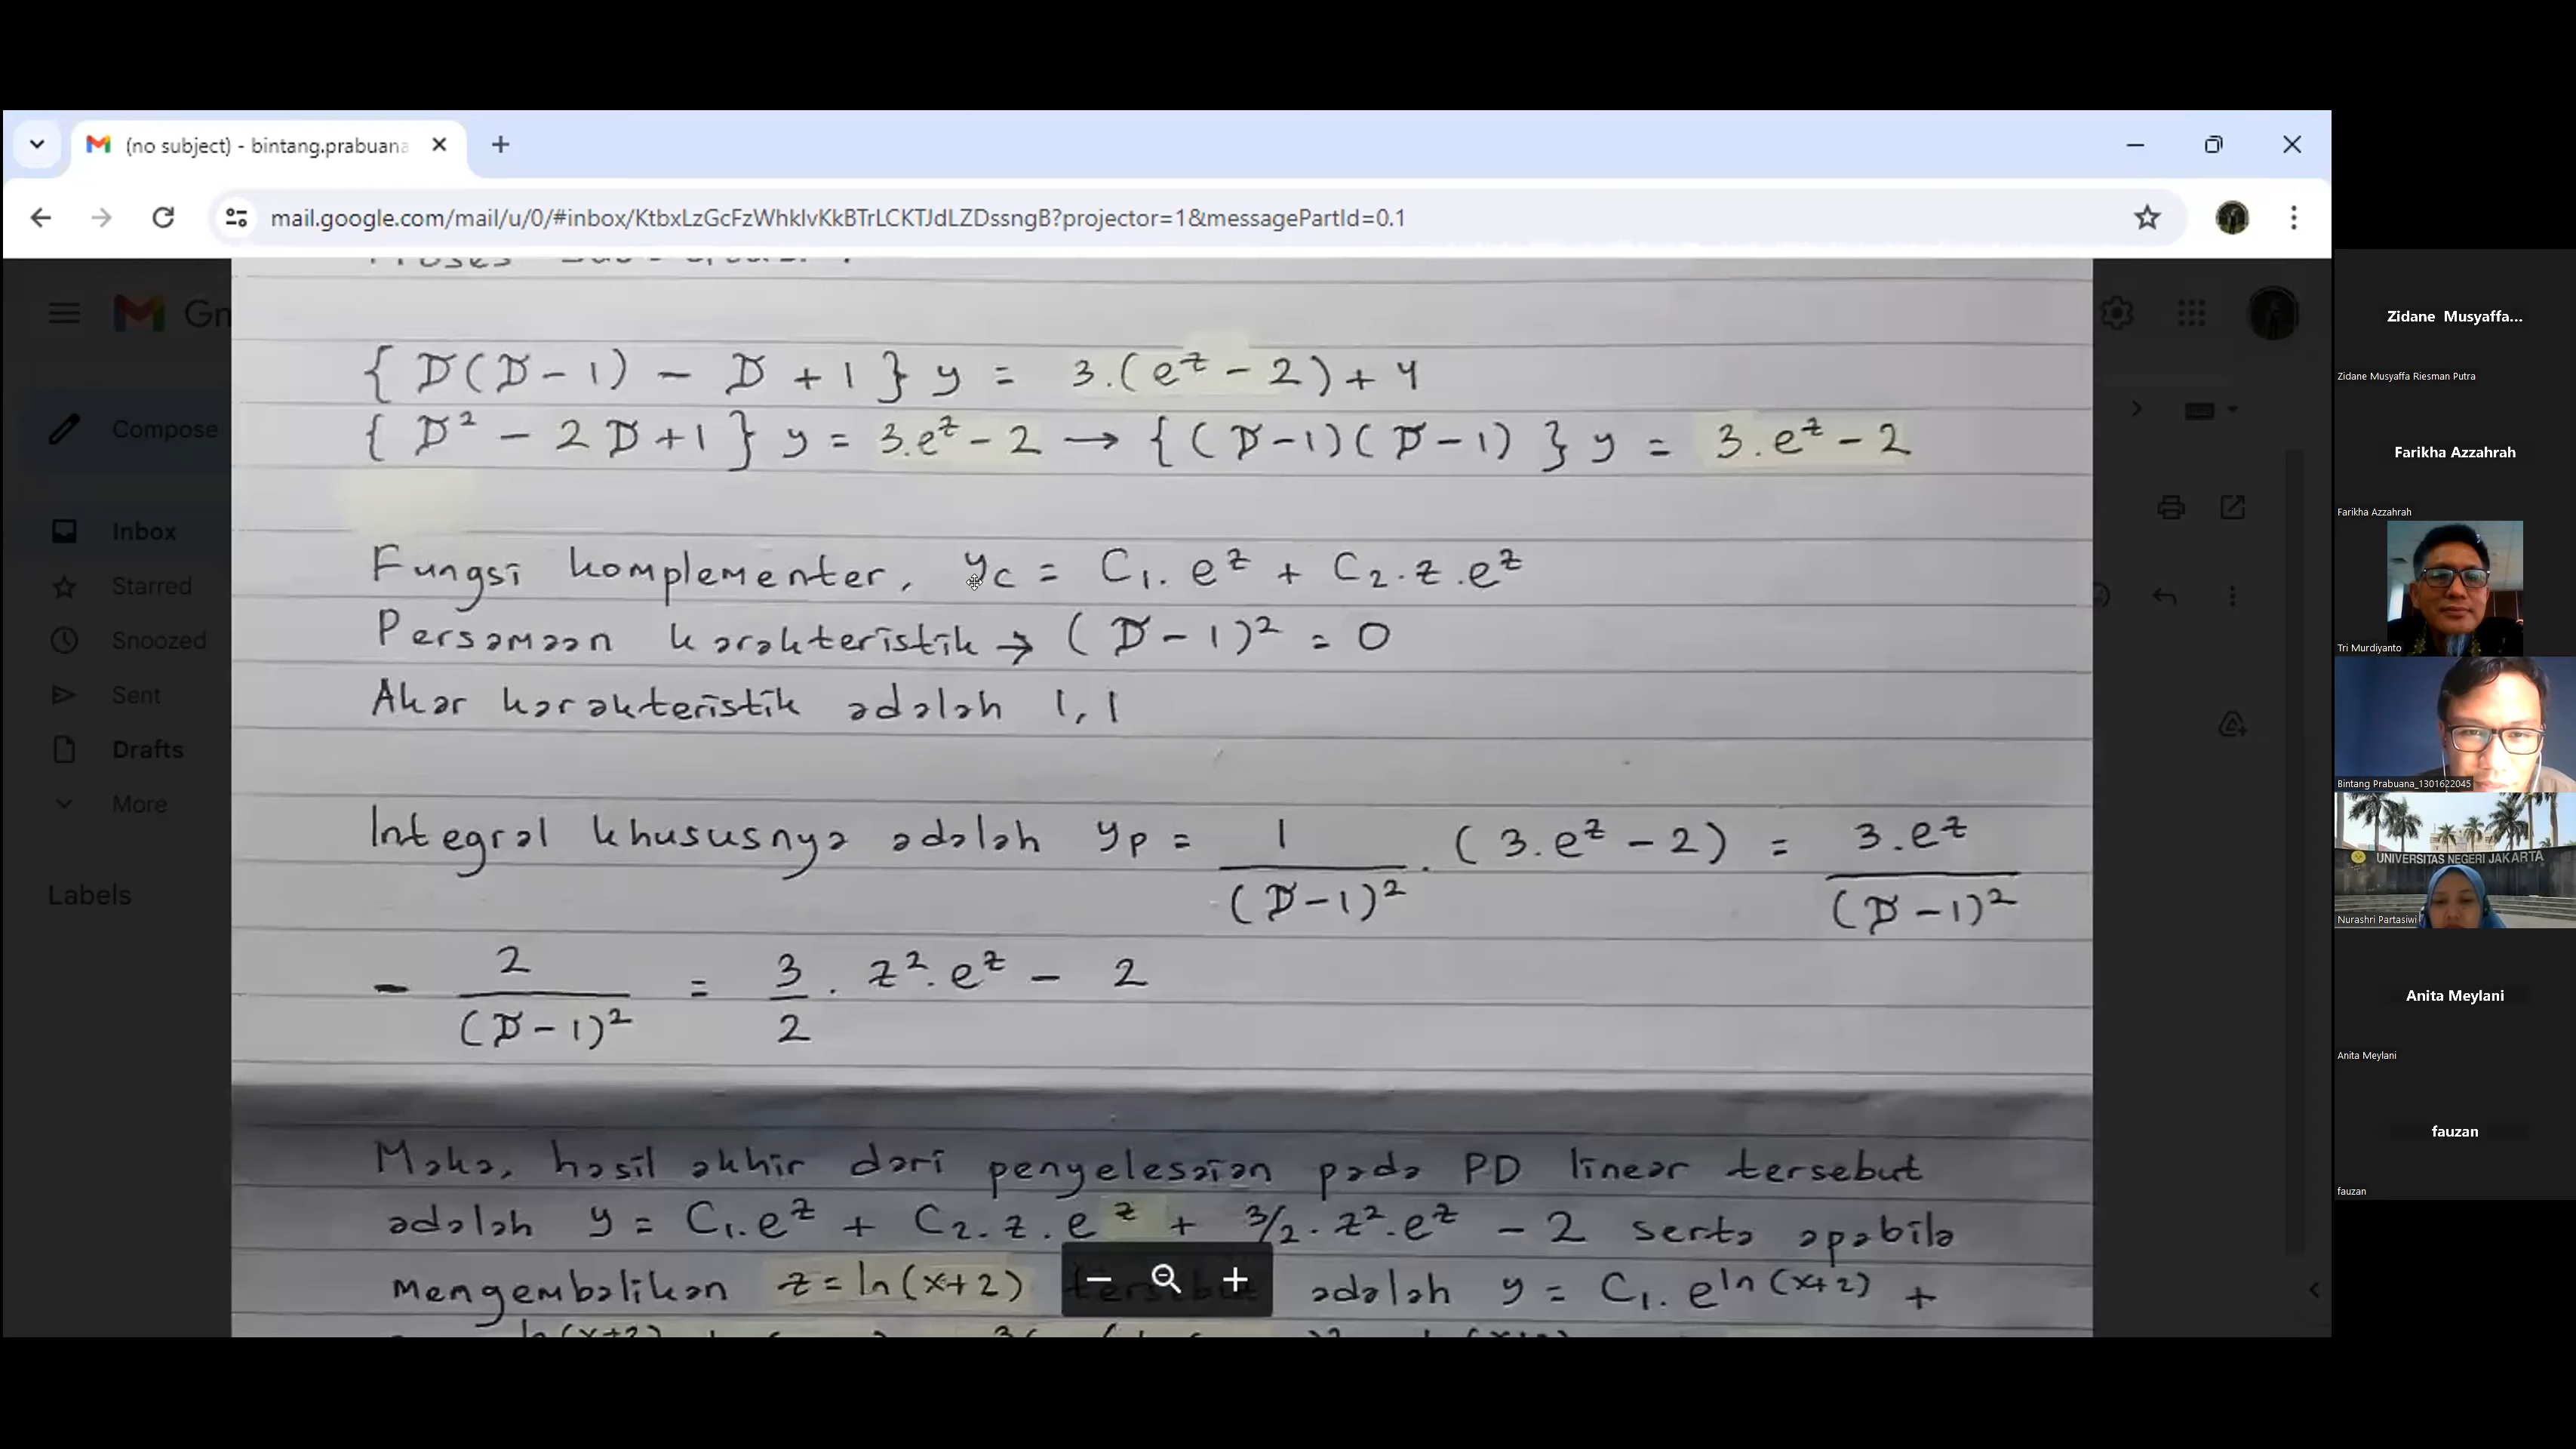 (no subject) - bintang.prabuana
mail.google.com/mail/u/0/#inbox/KtbxLzGcFzWhklvKkBTrLCKTJdLZDssngB?projector=1&messagePartId=0.1
Gn
Compose
Inbox
Starred
Snoozed
Sent
Drafts
More
Labels
{ D(D-1) - D + 1 } y = 3.(e^z - 2) + 4
{ D² - 2D + 1 } y = 3.e^z - 2 → { (D-1)(D-1) } y = 3.e^z - 2
Fungsi komplementer, yc = C₁. e^z + C₂.z.e^z
Persamaan karakteristik → (D-1)² = 0
Akar karakteristik adalah 1,1
Integral khususnya adalah yp = 1/(D-1)² . (3.e^z - 2) = 3.e^z/(D-1)²
- 2/(D-1)² = 3/2 . z².e^z - 2
Maka, hasil akhir dari penyelesaian pada PD linear tersebut
adalah y = C₁.e^z + C₂.z.e^z + 3/2.z².e^z - 2 serta apabila
mengembalikan z = ln(x+2) tersebut adalah y = C₁.e^ln(x+2) +
Zidane Musyaffa...
Zidane Musyaffa Riesman Putra
Farikha Azzahrah
Farikha Azzahrah
Tri Murdiyanto
Bintang Prabuana_1301622045
UNIVERSITAS NEGERI JAKARTA
Nurashri Partasiwi
Anita Meylani
Anita Meylani
fauzan
fauzan